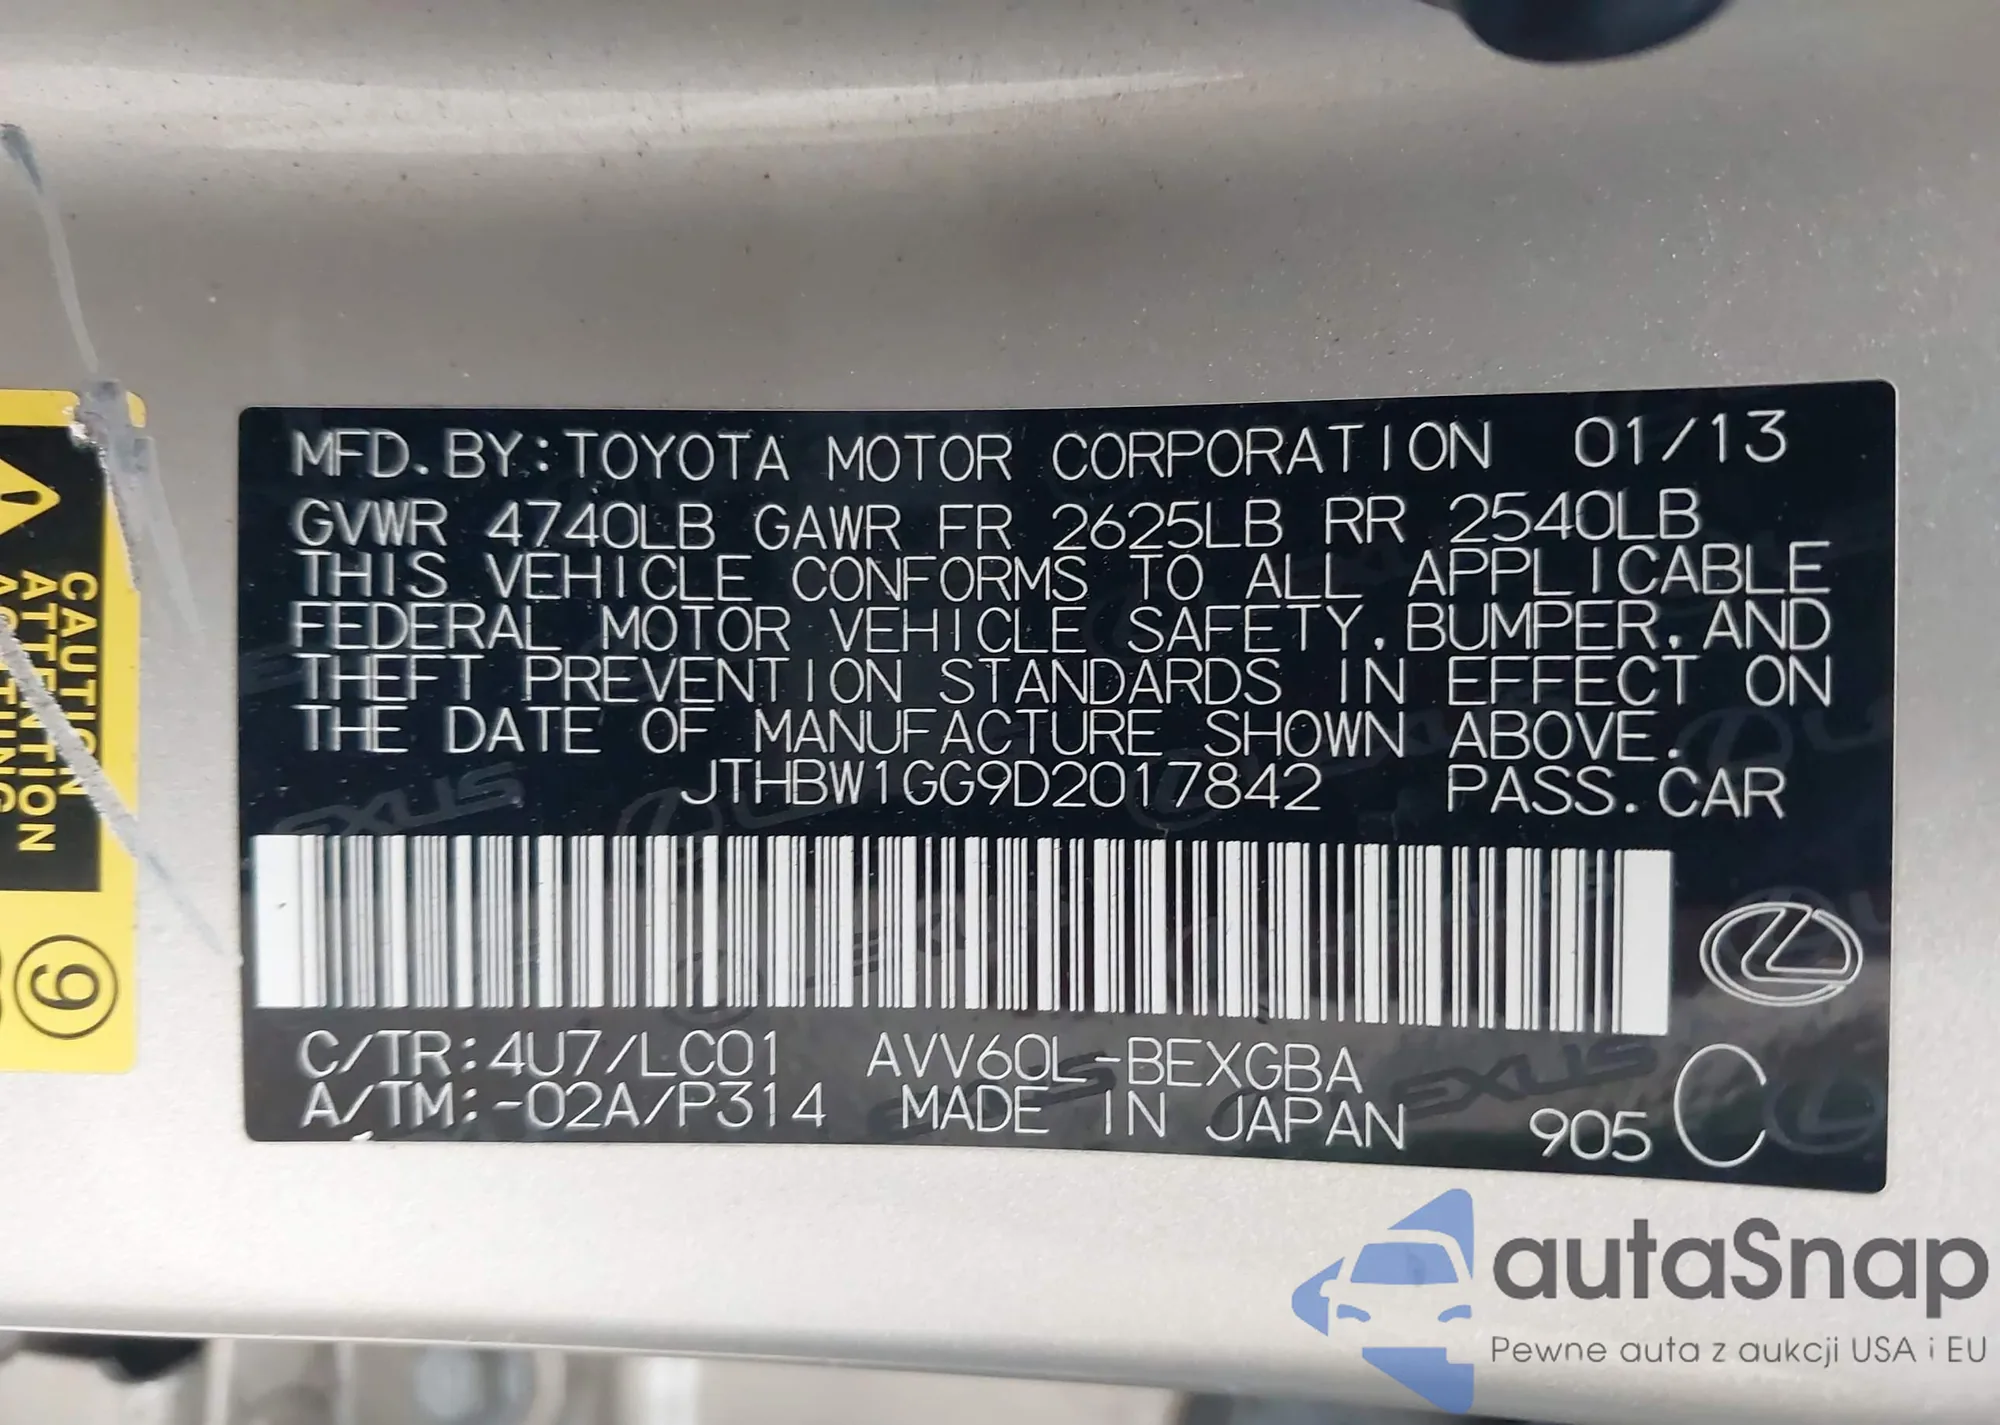 MFD. BY: TOYOTA MOTOR CORPORATION 01/13
GVWR 4740LB GAWR FR 2625LB RR 2540LB
THIS VEHICLE CONFORMS TO ALL APPLICABLE
FEDERAL MOTOR VEHICLE SAFETY, BUMPER, AND
THEFT PREVENTION STANDARDS IN EFFECT ON
THE DATE OF MANUFACTURE SHOWN ABOVE.
JTHBW1GG9D2017842 PASS. CAR
C/TR: 4U7/LC01 AVV60L-BEXGBA
A/TM: -02A/P314 MADE IN JAPAN 905 C
CAUTION
ATTENTION
9
autaSnap
Pewne auta z aukcji USA i EU